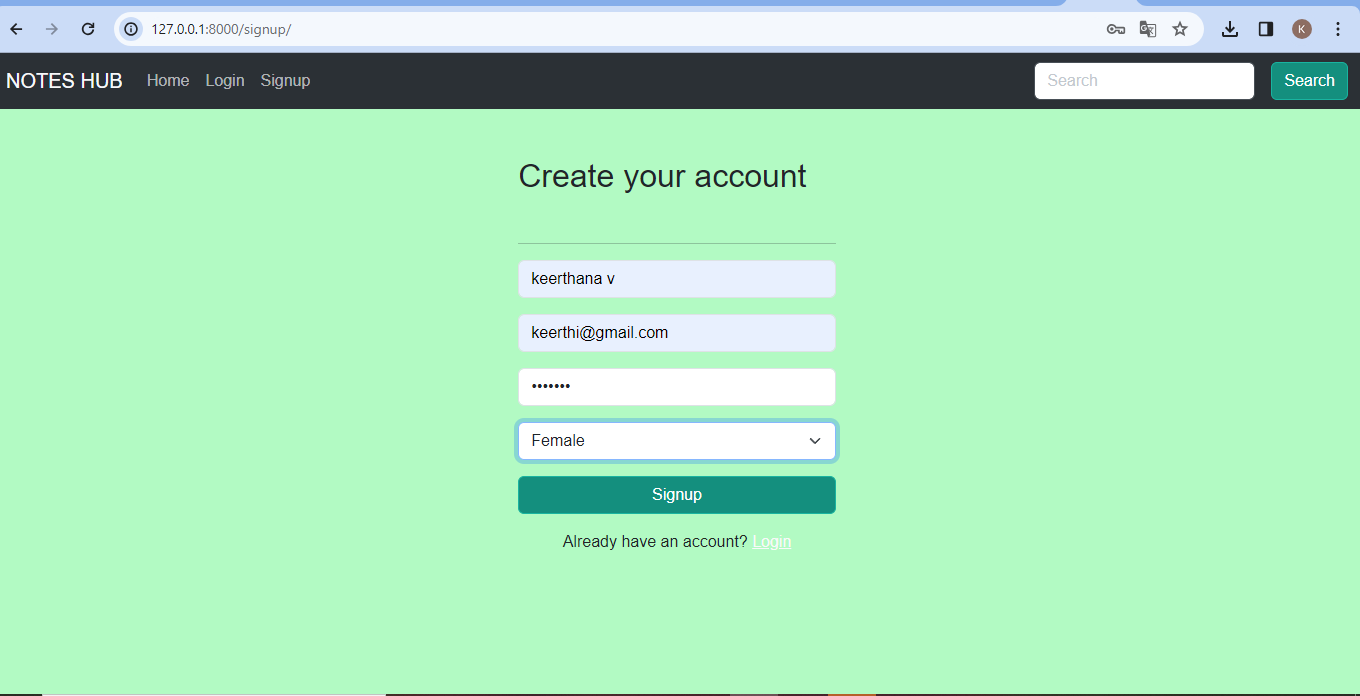 127.0.0.1:8000/signup/
K
NOTES HUB Home Login Signup Search Search
Create your account
keerthana v
keerthi@gmail.com
•••••••
Female
Signup
Already have an account? Login